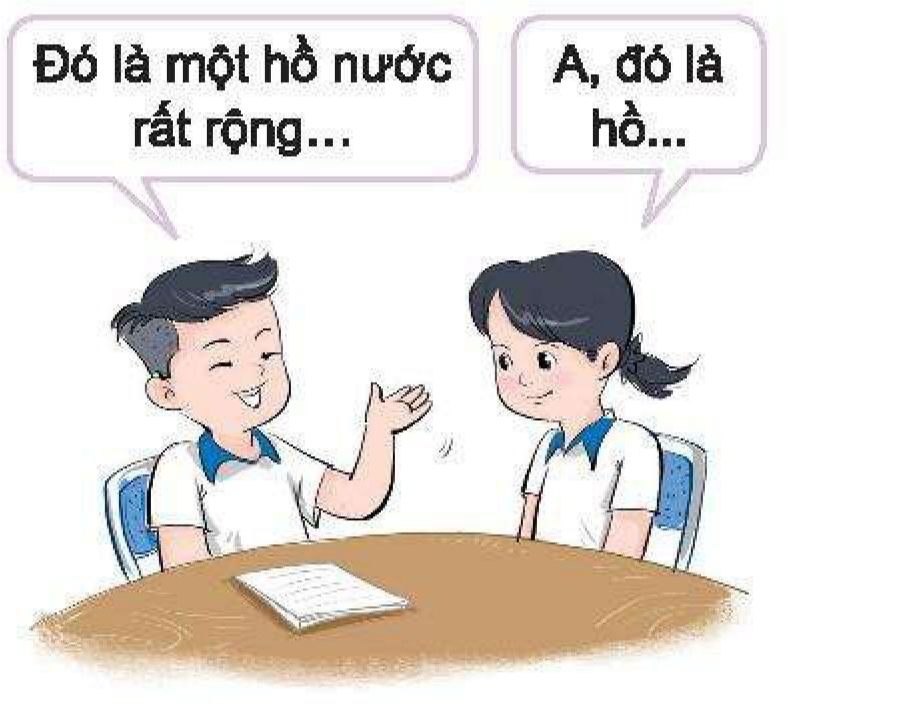 Đó là một hồ nước
rất rộng...
A, đó là
hồ...